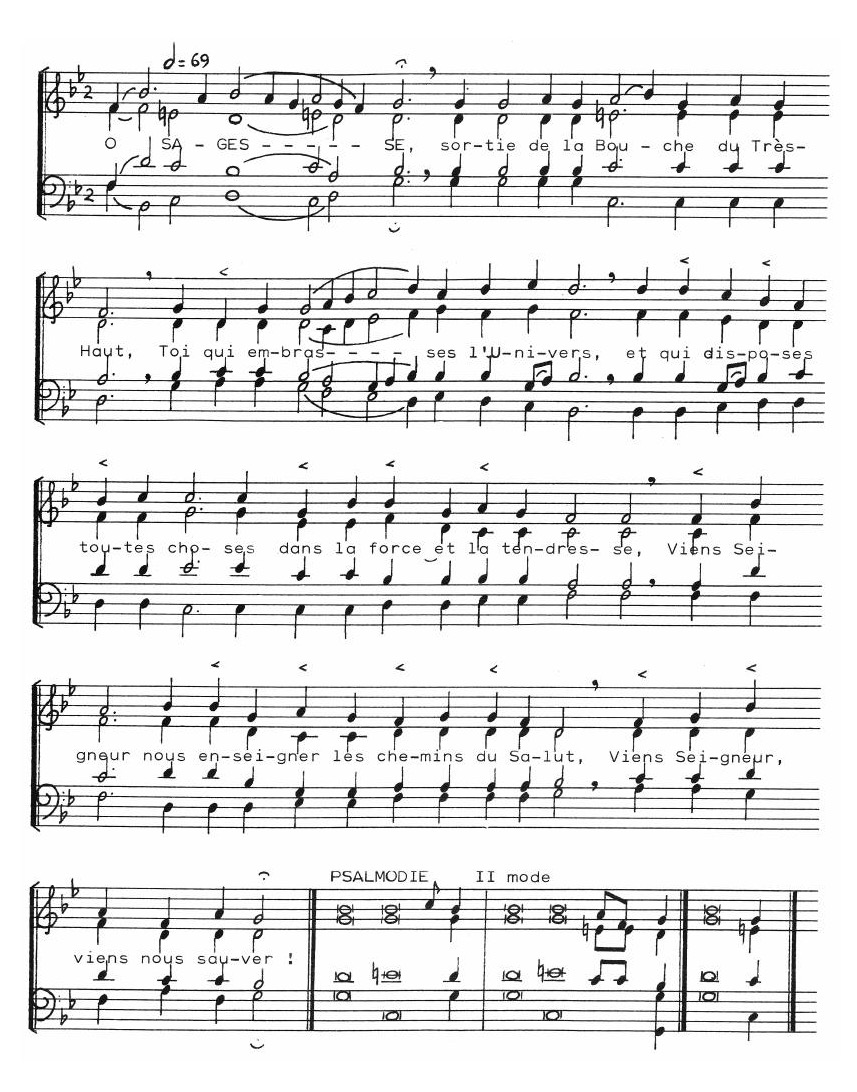 𝅗𝅥 = 69
O SA - GES - - - - - - SE, sor-tie de la Bou - che du Très-
Haut, Toi qui em-bras- - - - - ses l'U-ni-vers, et qui dis-po-ses
tou-tes cho- ses dans la force‿et la ten-dres- se, Viens Sei-
gneur nous en-sei-gner les che-mins du Sa-lut, Viens Sei-gneur,
PSALMODIE II mode
viens nous sau-ver !